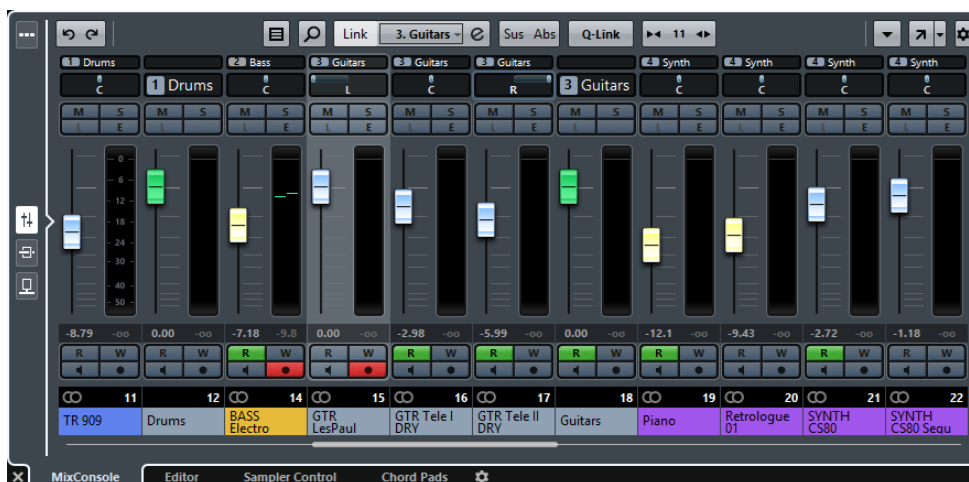 Link 3. Guitars Sus Abs Q-Link 11
1 Drums 2 Bass 3 Guitars 3 Guitars 3 Guitars 4 Synth 4 Synth 4 Synth 4 Synth
C 1 Drums C L C R 3 Guitars C C C C
M S M S M S M S M S M S M S M S M S M S M S
L E L L E L E L E L E L L E L E L E L E
0
6
12
18
24
30
40
50
-8.79 -oo 0.00 -oo -7.18 -9.8 0.00 -oo -2.98 -oo -5.99 -oo 0.00 -oo -12.1 -oo -9.43 -oo -2.72 -oo -1.18 -oo
R W R W R W R W R W R W R W R W R W R W R W
11 12 14 15 16 17 18 19 20 21 22
TR 909 Drums BASS Electro GTR LesPaul GTR Tele I DRY GTR Tele II DRY Guitars Piano Retrologue 01 SYNTH CS80 SYNTH CS80 Sequ
MixConsole Editor Sampler Control Chord Pads